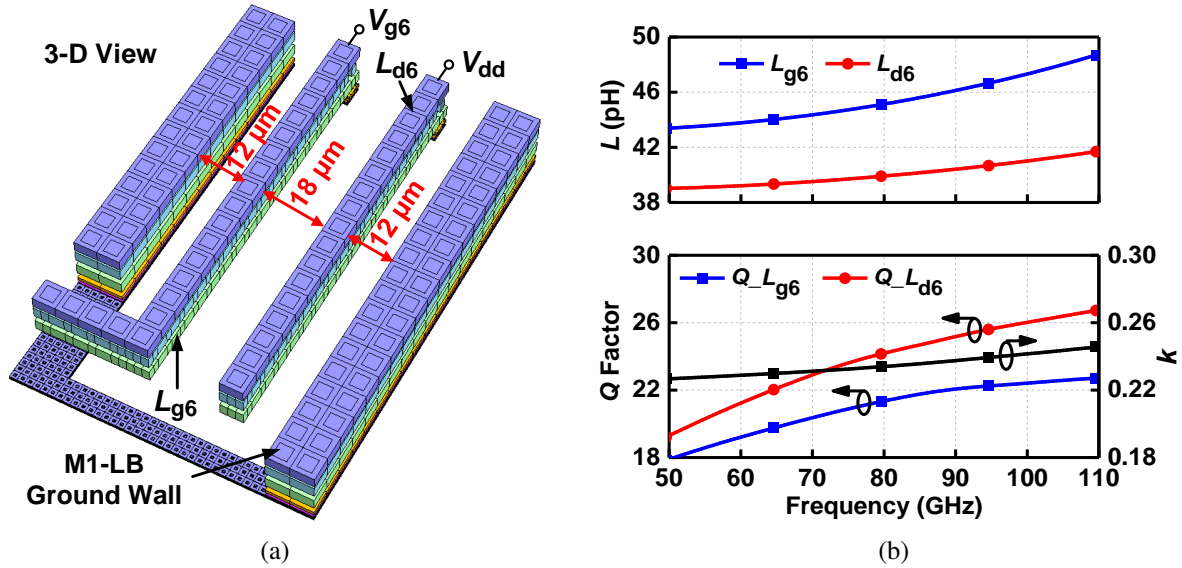 3-D View
Vg6
Ld6
Vdd
12 μm
18 μm
12 μm
Lg6
M1-LB
Ground Wall
(a)
50
46
42
38
L (pH)
Lg6
Ld6
30
26
22
18
Q Factor
Q_Lg6
Q_Ld6
0.30
0.26
0.22
0.18
k
50
60
70
80
90
100
110
Frequency (GHz)
(b)